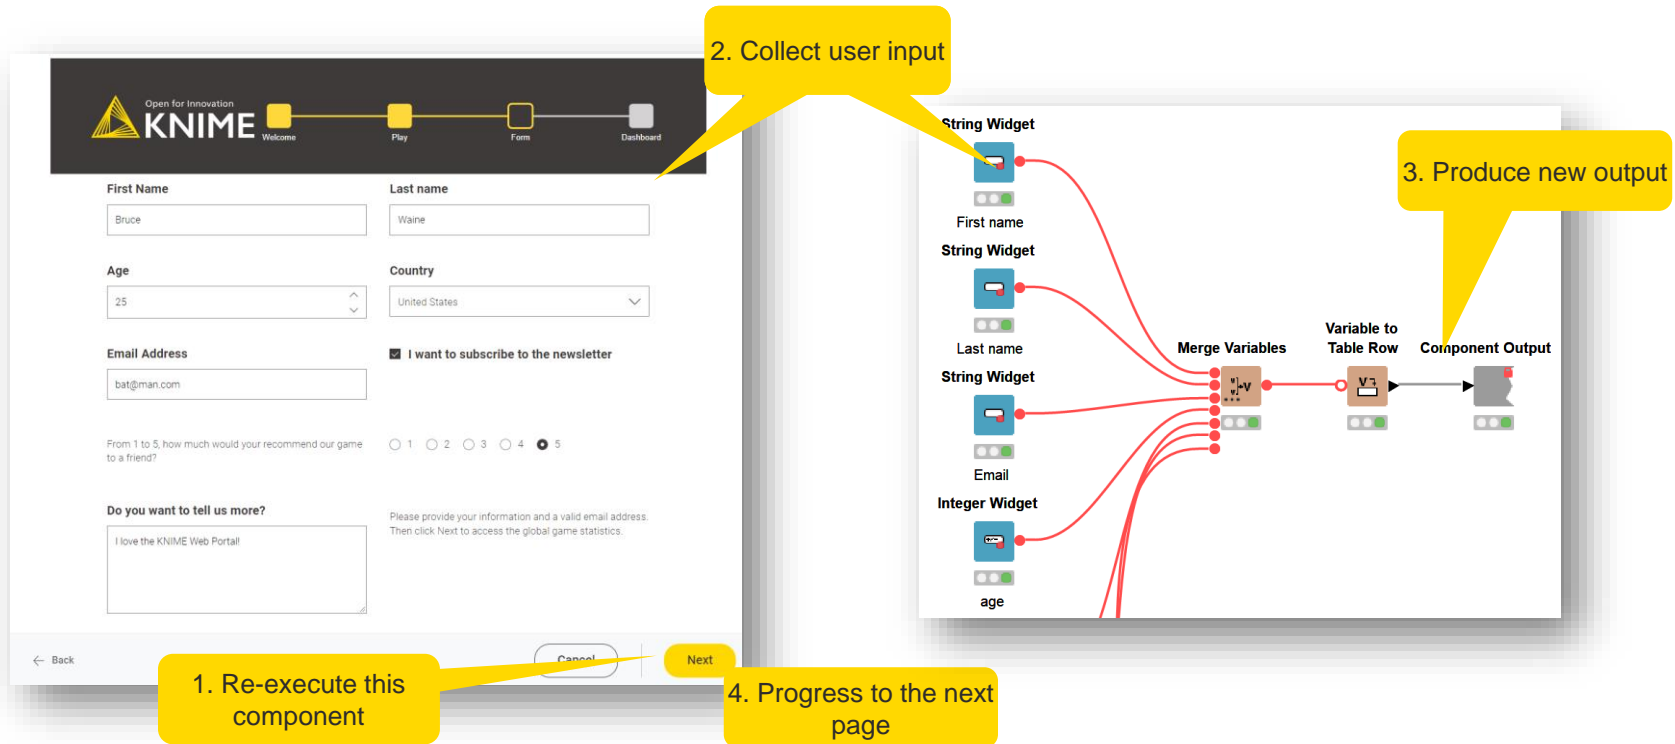 2. Collect user input
Open for Innovation
KNIME
Welcome
Play
Form
Dashboard
First Name
Last name
Bruce
Waine
Age
Country
25
United States
Email Address
I want to subscribe to the newsletter
bat@man.com
From 1 to 5, how much would your recommend our game
to a friend?
1 2 3 4 5
Do you want to tell us more?
I love the KNIME Web Portal!
Please provide your information and a valid email address.
Then click Next to access the global game statistics.
Back
Cancel
Next
1. Re-execute this
component
4. Progress to the next
page
String Widget
First name
String Widget
Last name
String Widget
Email
Integer Widget
age
Merge Variables
Variable to
Table Row
Component Output
3. Produce new output